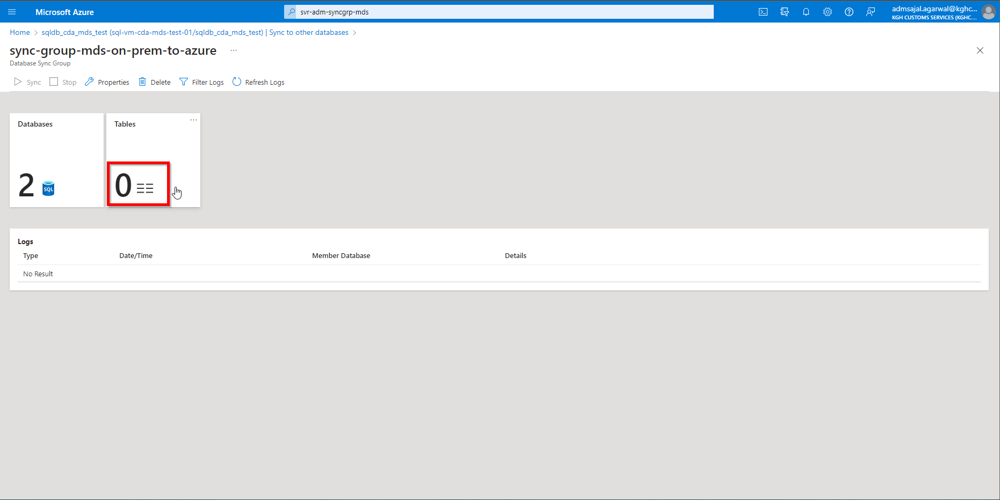 Microsoft Azure
svr-adm-syncgrp-mds
admsajal.agarwal@kghc...
KGH CUSTOMS SERVICES (KGHC....
Home > sqldb_cda_mds_test (sql-vm-cda-mds-test-01/sqldb_cda_mds_test) | Sync to other databases >
sync-group-mds-on-prem-to-azure ...
Database Sync Group
Sync Stop Properties Delete Filter Logs Refresh Logs
Databases
2
SQL
Tables ...
0
Logs
Type Date/Time Member Database Details
No Result